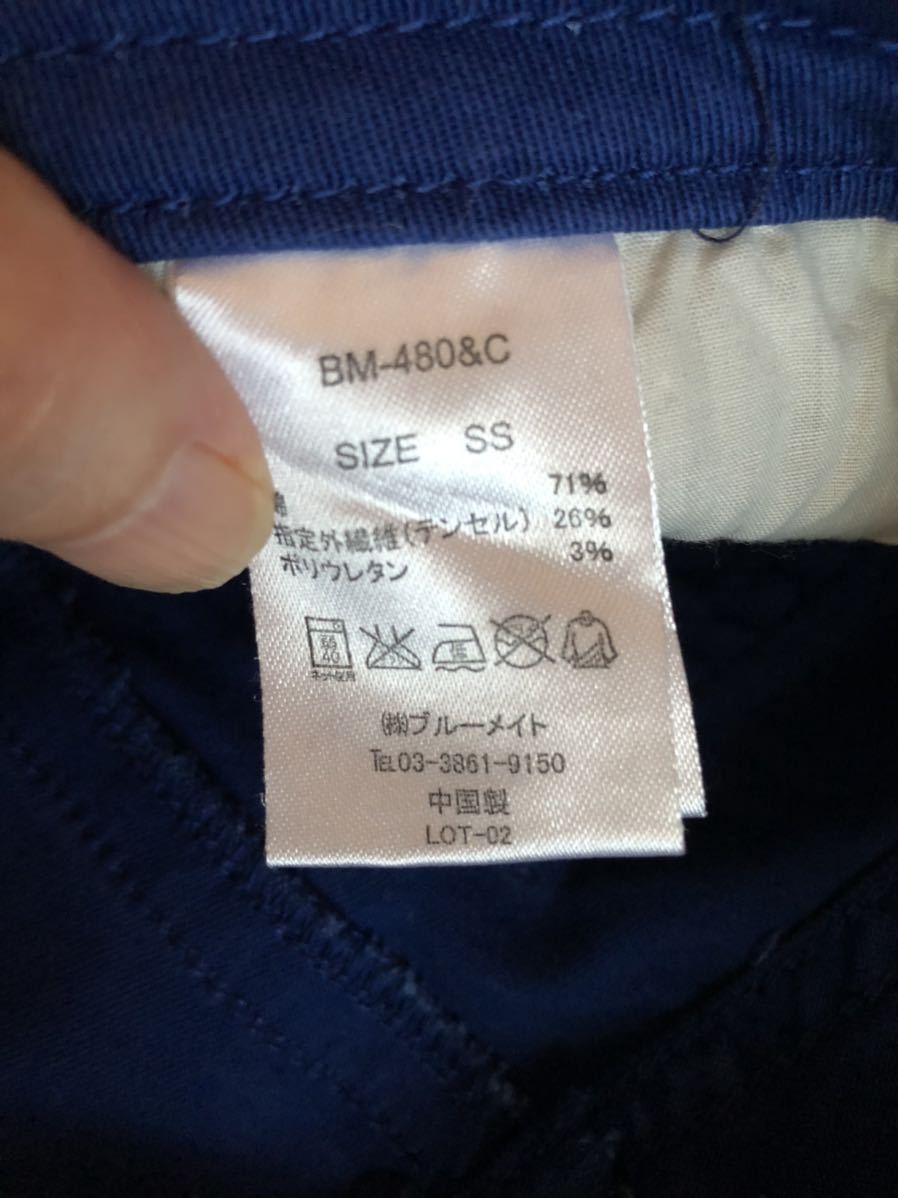 BM-480&C
SIZE SS
綿 71%
指定外繊維(テンセル) 26%
ポリウレタン 3%
40
ネット使用
㈱ブルーメイト
TEL03-3861-9150
中国製
LOT-02